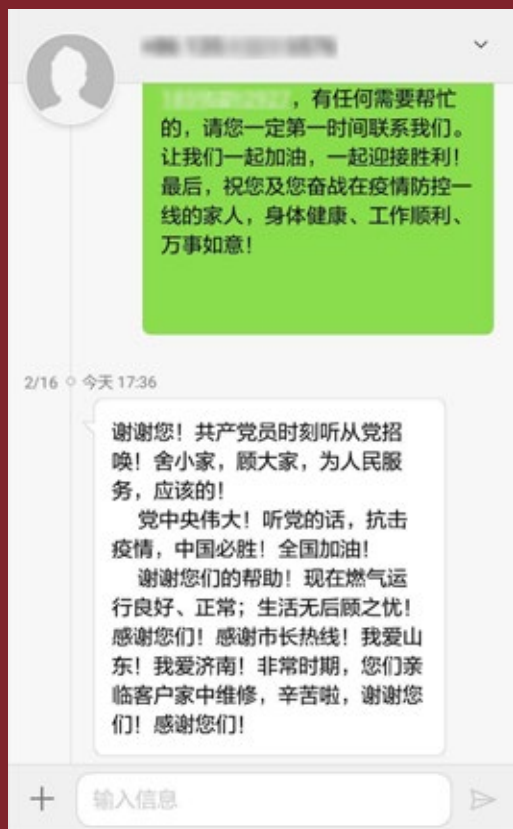 ，有任何需要帮忙
的，请您一定第一时间联系我们。
让我们一起加油，一起迎接胜利！
最后，祝您及您奋战在疫情防控一
线的家人，身体健康、工作顺利、
万事如意！
2/16 今天 17:36
谢谢您！共产党员时刻听从党招
唤！舍小家，顾大家，为人民服
务，应该的！
党中央伟大！听党的话，抗击
疫情，中国必胜！全国加油！
谢谢您们的帮助！现在燃气运
行良好、正常；生活无后顾之忧！
感谢您们！感谢市长热线！我爱山
东！我爱济南！非常时期，您们亲
临客户家中维修，辛苦啦，谢谢您
们！感谢您们！
输入信息